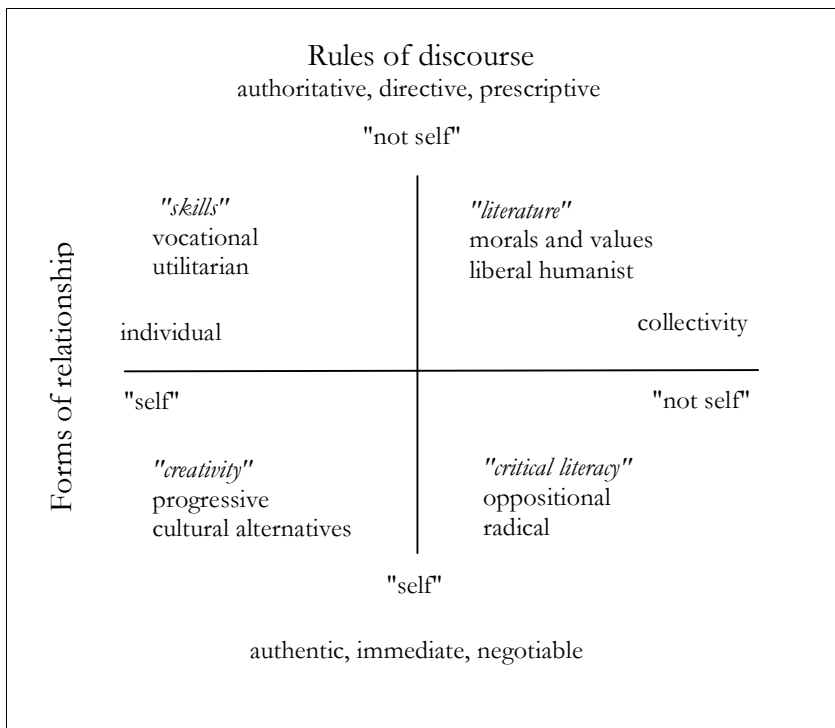 Rules of discourse
authoritative, directive, prescriptive
"not self"
"skills"
vocational
utilitarian
"literature"
morals and values
liberal humanist
Forms of relationship
individual
collectivity
"self"
"not self"
"creativity"
progressive
cultural alternatives
"critical literacy"
oppositional
radical
"self"
authentic, immediate, negotiable